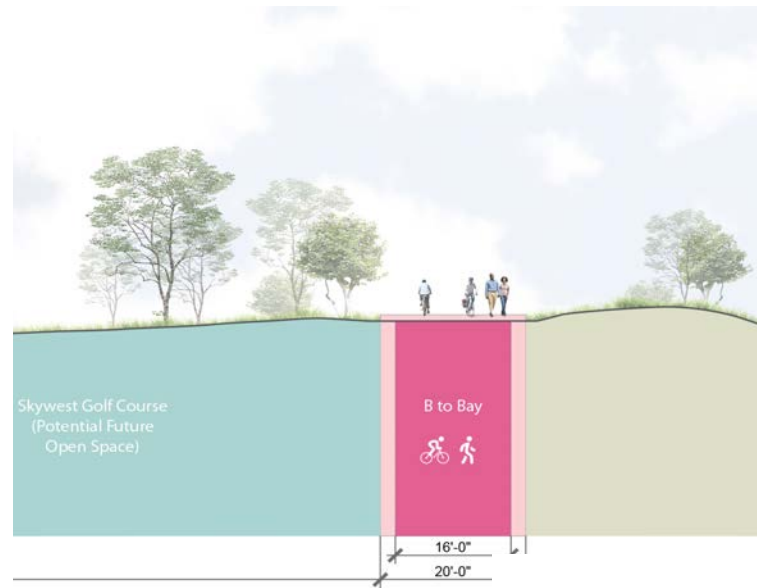 Skywest Golf Course
(Potential Future
Open Space)
B to Bay
16'-0"
20'-0"